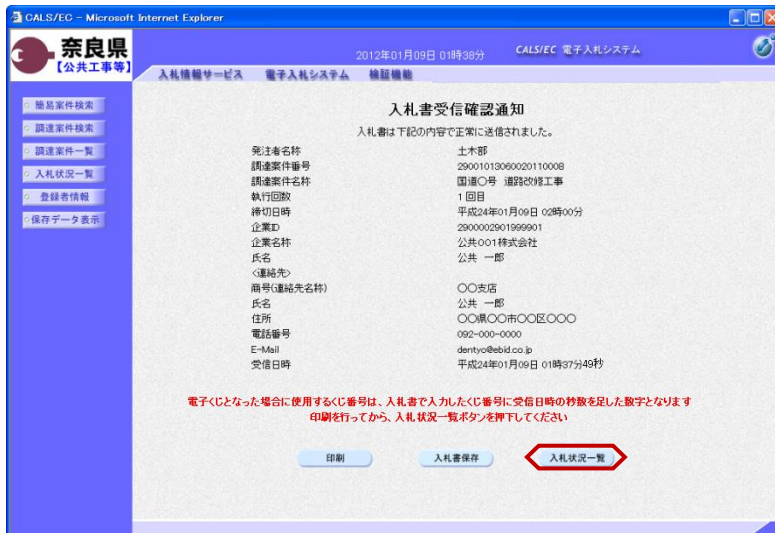 CALS/EC - Microsoft Internet Explorer
奈良県
【公共工事等】
2012年01月09日 01時38分
CALS/EC 電子入札システム
入札情報サービス 電子入札システム 検証機能
簡易案件検索
調達案件検索
調達案件一覧
入札状況一覧
登録者情報
保存データ表示
入札書受信確認通知
入札書は下記の内容で正常に送信されました。
発注者名称 土木部
調達案件番号 29001013060020110008
調達案件名称 国道〇号 道路改修工事
執行回数 1回目
締切日時 平成24年01月09日 02時00分
企業ID 2900002901999901
企業名称 公共001株式会社
氏名 公共 一郎
<連絡先>
商号(連絡先名称) 〇〇支店
氏名 公共 一郎
住所 〇〇県〇〇市〇〇区〇〇〇
電話番号 092-000-0000
E-Mail dentyo@ebid.co.jp
受信日時 平成24年01月09日 01時37分49秒
電子くじとなった場合に使用するくじ番号は、入札書で入力したくじ番号に受信日時の秒数を足した数字となります
印刷を行ってから、入札状況一覧ボタンを押下してください
印刷 入札書保存 入札状況一覧